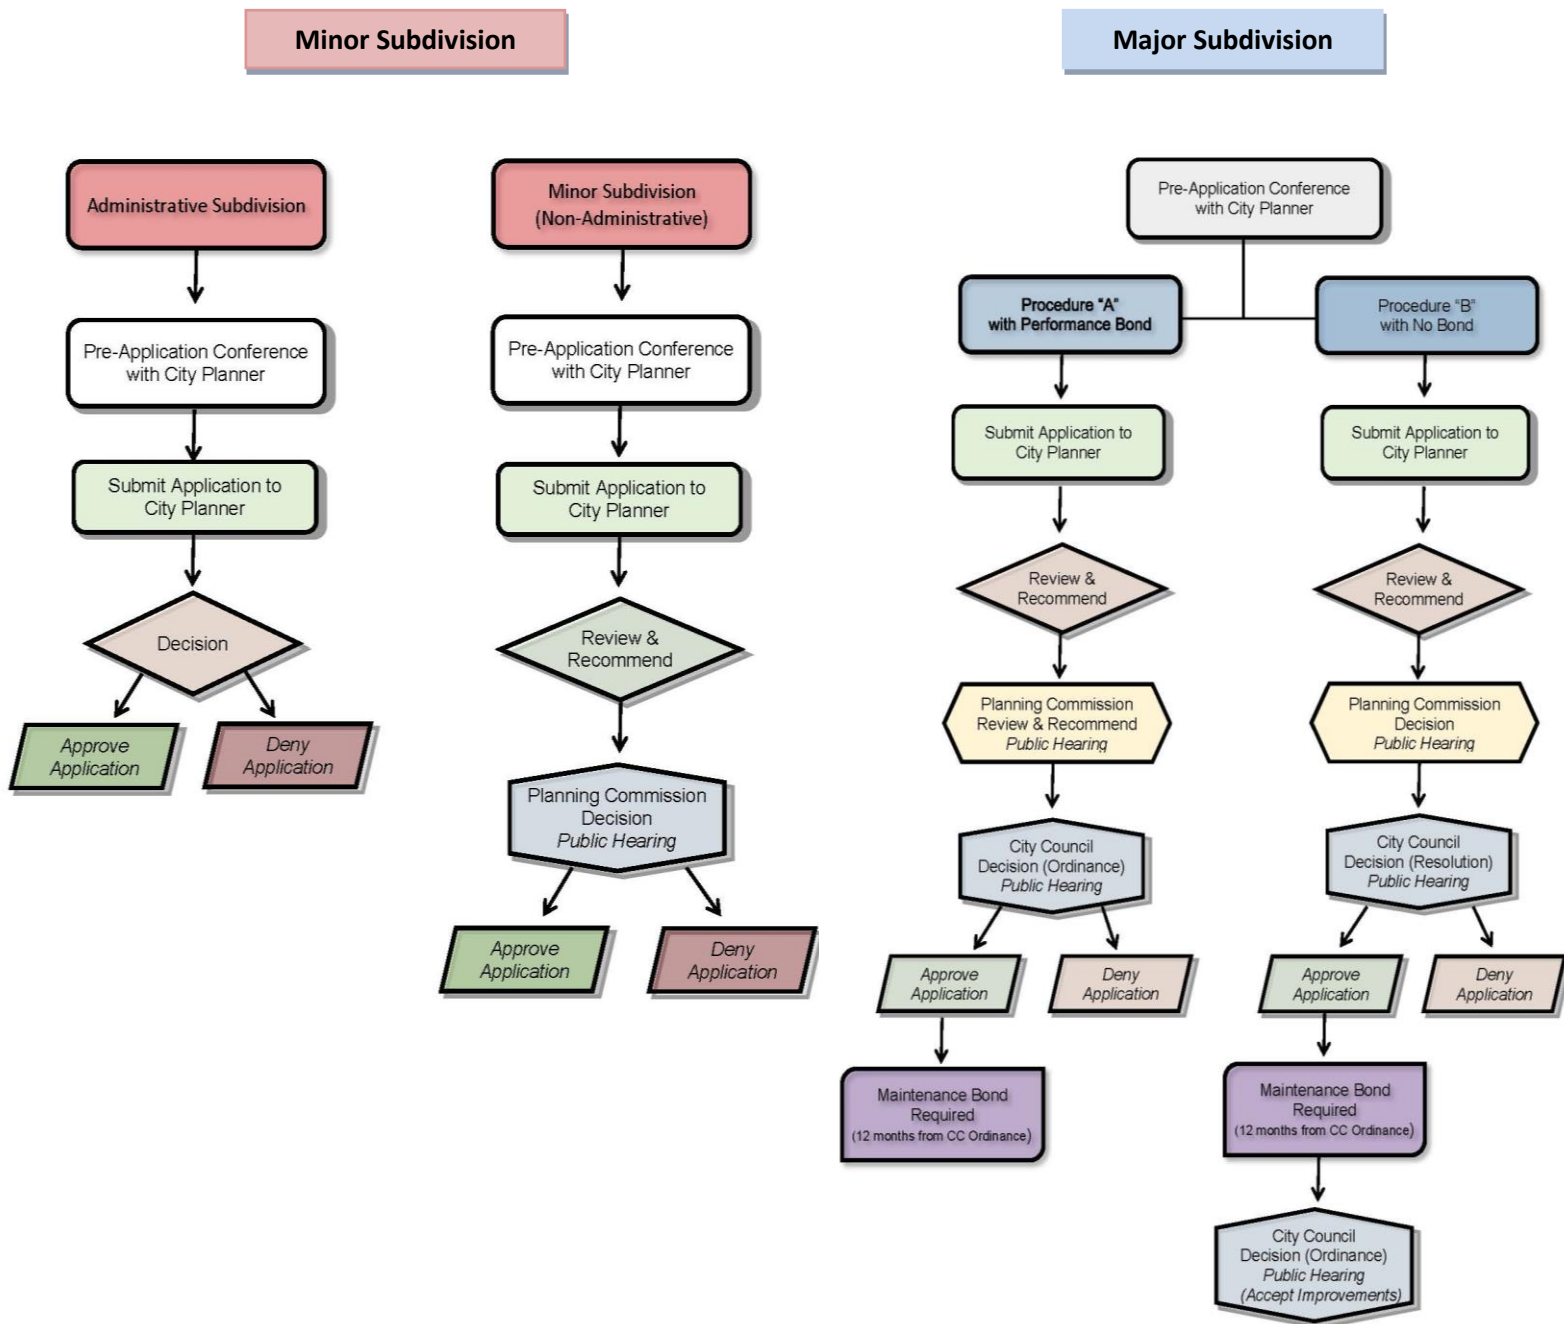 Minor Subdivision
Administrative Subdivision
Pre-Application Conference
with City Planner
Submit Application to
City Planner
Decision
Approve
Application
Deny
Application
Minor Subdivision
(Non-Administrative)
Pre-Application Conference
with City Planner
Submit Application to
City Planner
Review &
Recommend
Planning Commission
Decision
Public Hearing
Approve
Application
Deny
Application
Major Subdivision
Pre-Application Conference
with City Planner
Procedure "A"
with Performance Bond
Submit Application to
City Planner
Review &
Recommend
Planning Commission
Review & Recommend
Public Hearing
City Council
Decision (Ordinance)
Public Hearing
Approve
Application
Deny
Application
Maintenance Bond
Required
(12 months from CC Ordinance)
Procedure "B"
with No Bond
Submit Application to
City Planner
Review &
Recommend
Planning Commission
Decision
Public Hearing
City Council
Decision (Resolution)
Public Hearing
Approve
Application
Deny
Application
Maintenance Bond
Required
(12 months from CC Ordinance)
City Council
Decision (Ordinance)
Public Hearing
(Accept Improvements)